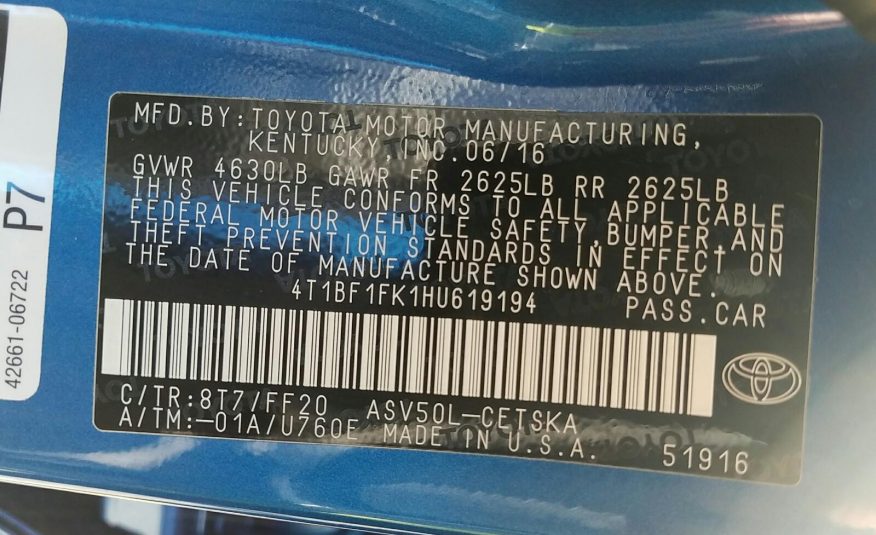 MFD.BY:TOYOTA MOTOR MANUFACTURING,
KENTUCKY, INC.06/16
GVWR 4630LB GAWR FR 2625LB RR 2625LB
THIS VEHICLE CONFORMS TO ALL APPLICABLE
FEDERAL MOTOR VEHICLE SAFETY,BUMPER,AND
THEFT PREVENTION STANDARDS IN EFFECT ON
THE DATE OF MANUFACTURE SHOWN ABOVE.
4T1BF1FK1HU619194 PASS.CAR
C/TR:8T7/FF20 ASV50L-CETSKA
A/TM:-01A/U760E MADE IN U.S.A. 51916
P7
42661-06722